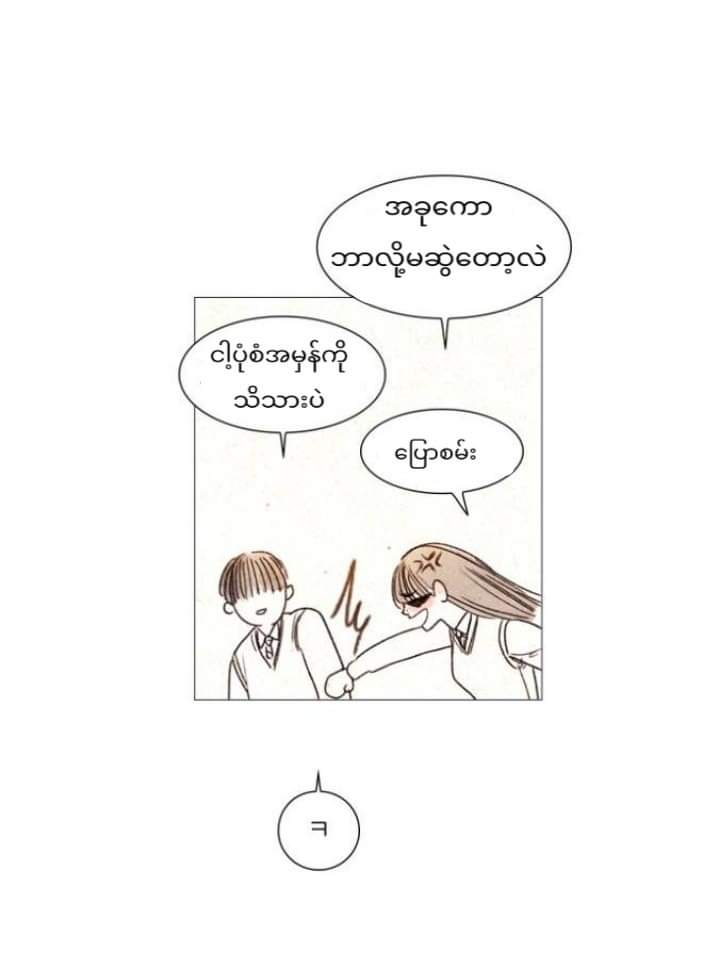 အခုကော
ဘာလို့မဆွဲတော့လဲ
ငါ့ပုံစံအမှန်ကို
သိသားပဲ
ပြောစမ်း
ㅋ